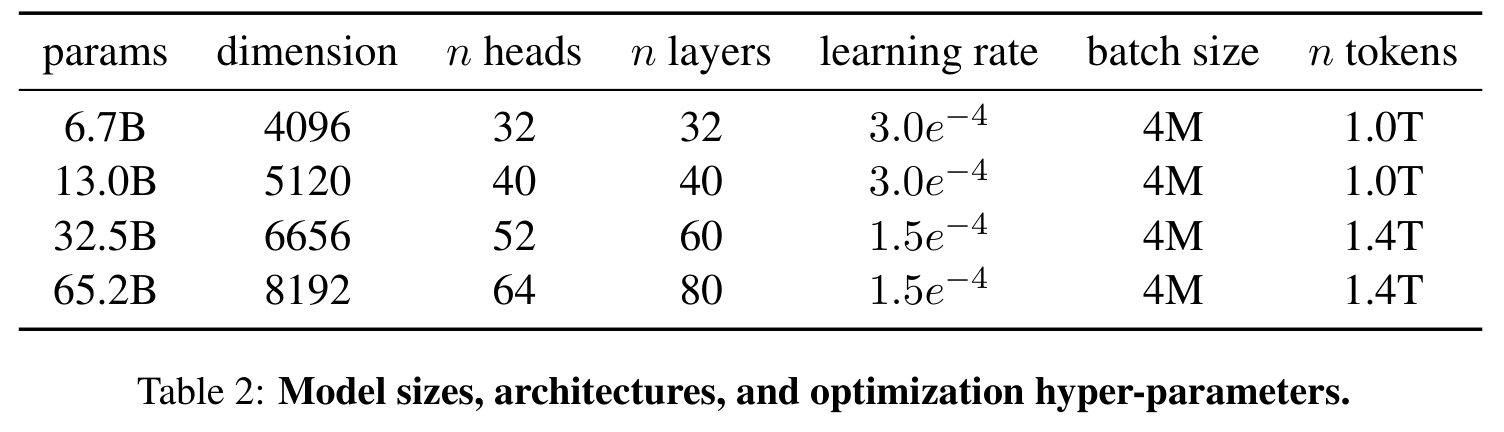 params dimension n heads n layers learning rate batch size n tokens
6.7B 4096 32 32 3.0e⁻⁴ 4M 1.0T
13.0B 5120 40 40 3.0e⁻⁴ 4M 1.0T
32.5B 6656 52 60 1.5e⁻⁴ 4M 1.4T
65.2B 8192 64 80 1.5e⁻⁴ 4M 1.4T
Table 2: Model sizes, architectures, and optimization hyper-parameters.